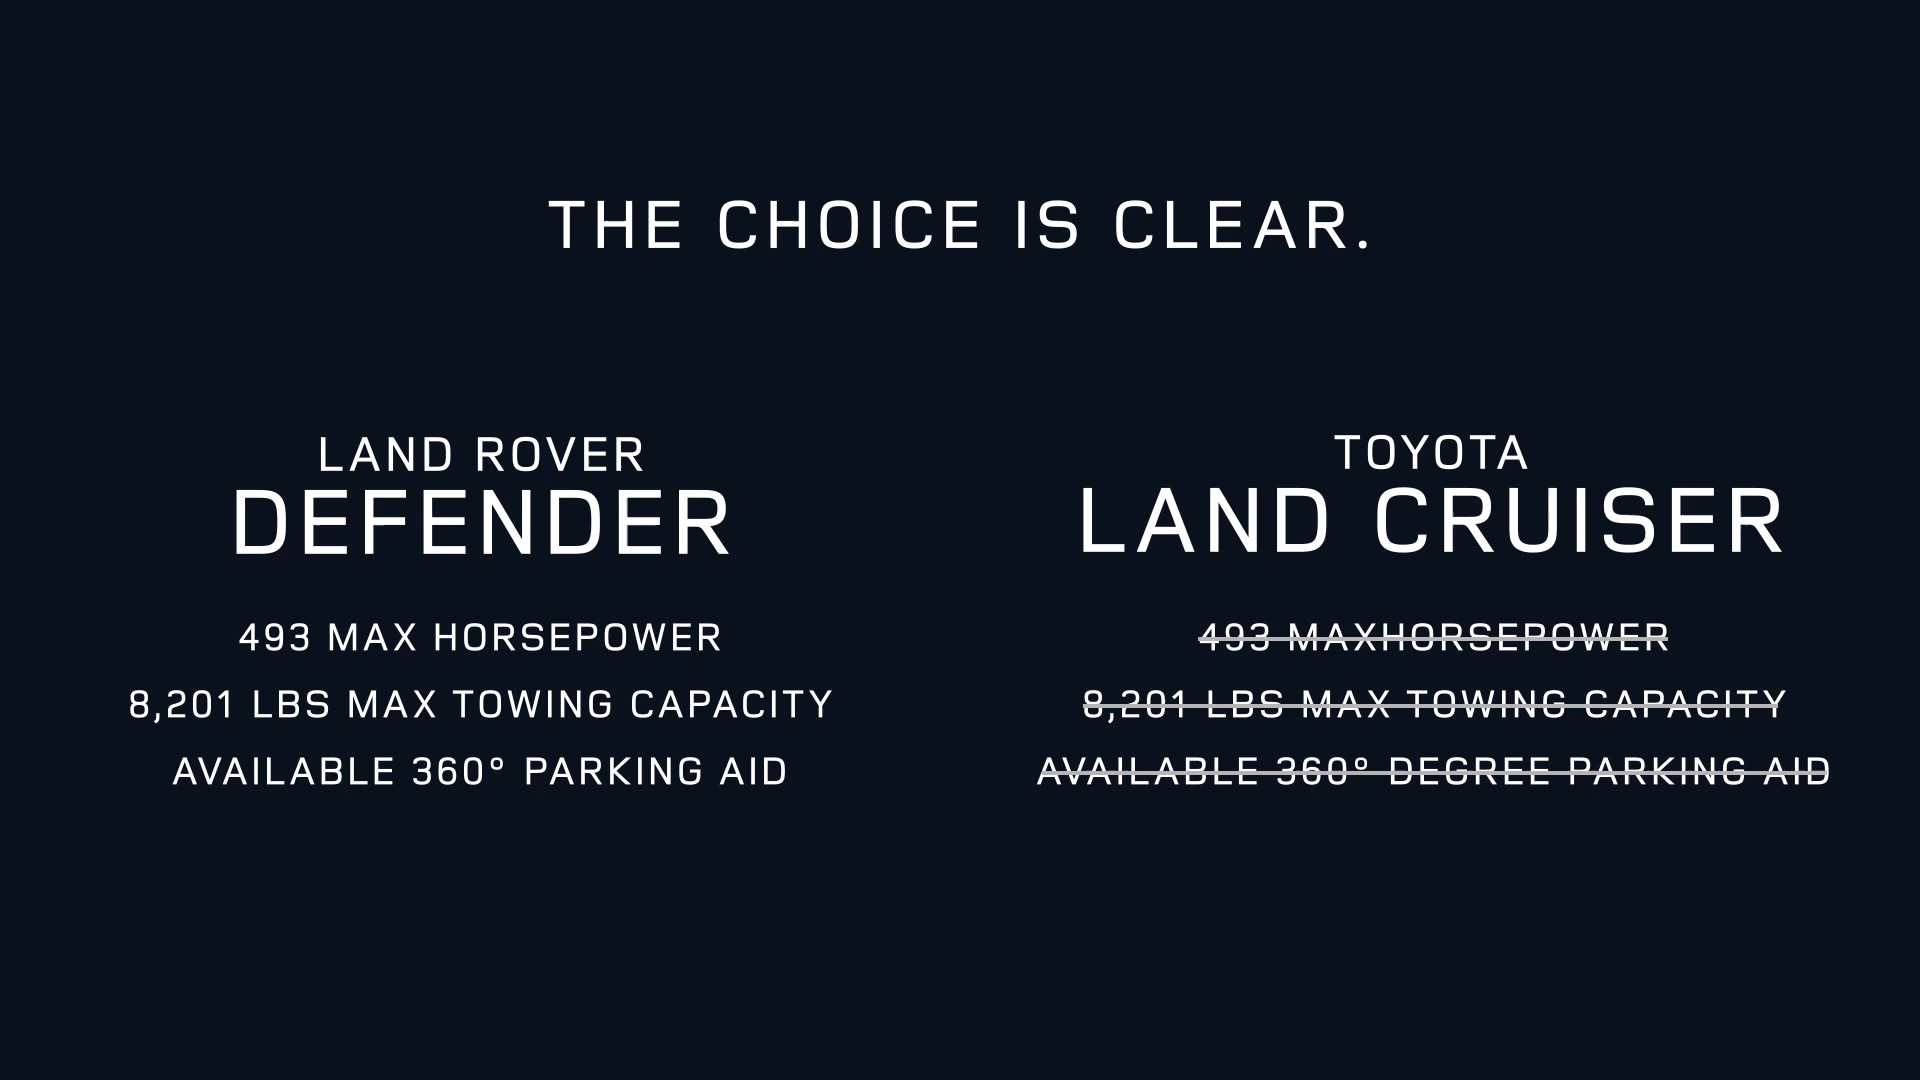 THE CHOICE IS CLEAR.
LAND ROVER
DEFENDER
493 MAX HORSEPOWER
8,201 LBS MAX TOWING CAPACITY
AVAILABLE 360° PARKING AID
TOYOTA
LAND CRUISER
493 MAXHORSEPOWER
8,201 LBS MAX TOWING CAPACITY
AVAILABLE 360° DEGREE PARKING AID